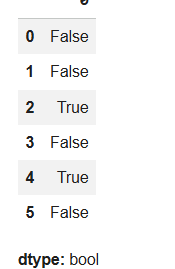 0 False
1 False
2 True
3 False
4 True
5 False
dtype: bool